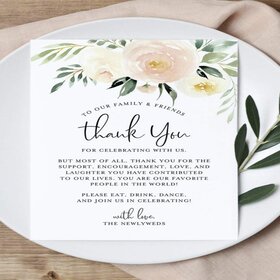 TO OUR FAMILY & FRIENDS
Thank You
FOR CELEBRATING WITH US.
BUT MOST OF ALL, THANK YOU FOR THE
SUPPORT, ENCOURAGEMENT, LOVE, AND
LAUGHTER YOU HAVE CONTRIBUTED
TO OUR LIVES. YOU ARE OUR FAVORITE
PEOPLE IN THE WORLD!
PLEASE EAT, DRINK, DANCE,
AND JOIN US IN CELEBRATING!
with love,
THE NEWLYWEDS